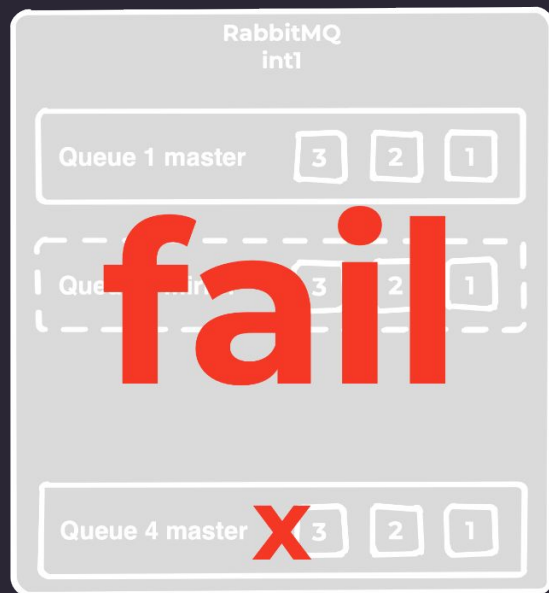 RabbitMQ
int1
Queue 1 master 3 2 1
fail
3 2 1
Queue 4 master x 3 2 1